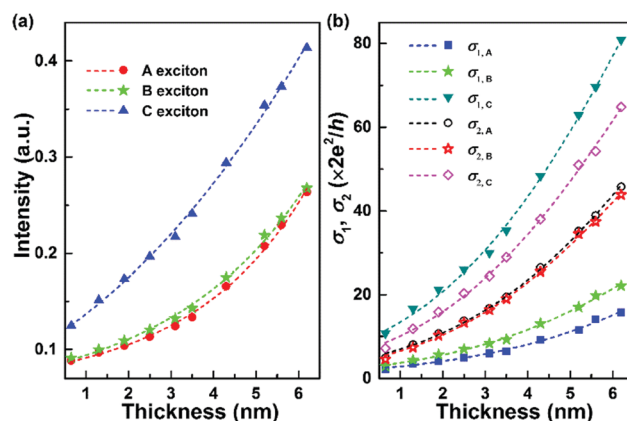 (a)
0.4
0.3
0.2
0.1
Intensity (a.u.)
A exciton
B exciton
C exciton
1 2 3 4 5 6
Thickness (nm)
(b)
80
60
40
20
0
σ1, σ2 (×2e²/h)
σ1, A
σ1, B
σ1, C
σ2, A
σ2, B
σ2, C
1 2 3 4 5 6
Thickness (nm)